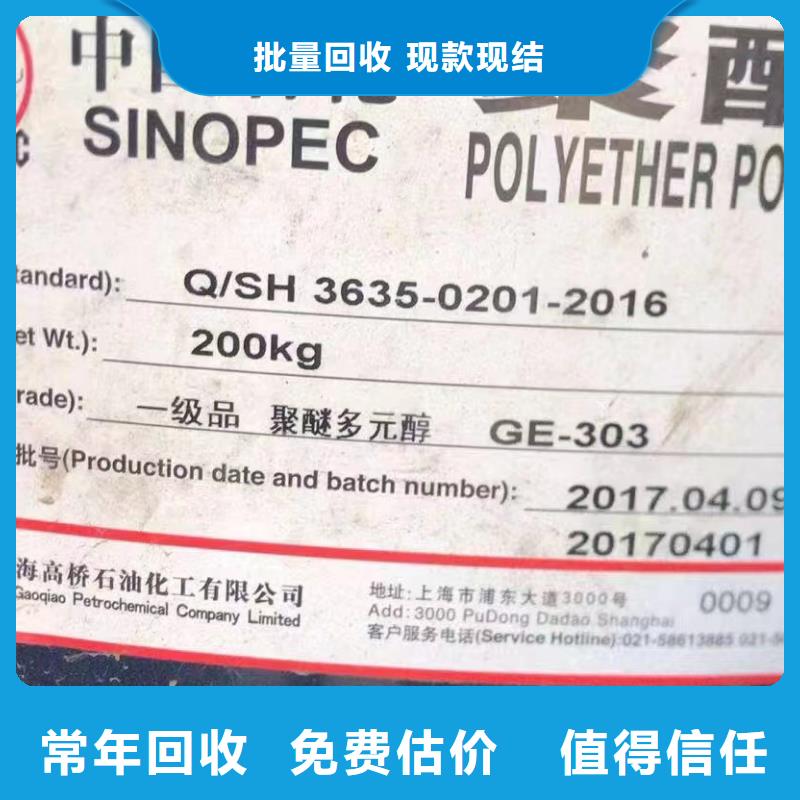 批量回收 现款现结
中
SINOPEC
POLYETHER PO
tandard): Q/SH 3635-0201-2016
et Wt.): 200kg
rade): 一级品 聚醚多元醇 GE-303
批号(Production date and batch number): 2017.04.09
20170401
海高桥石油化工有限公司
Gaoqiao Petrochemical Company Limited
地址:上海市浦东大道3000号
Add:3000 PuDong Dadao Shanghai
客户服务电话(Service Hotline):021-58613885 021-5
0009
常年回收 免费估价 值得信任